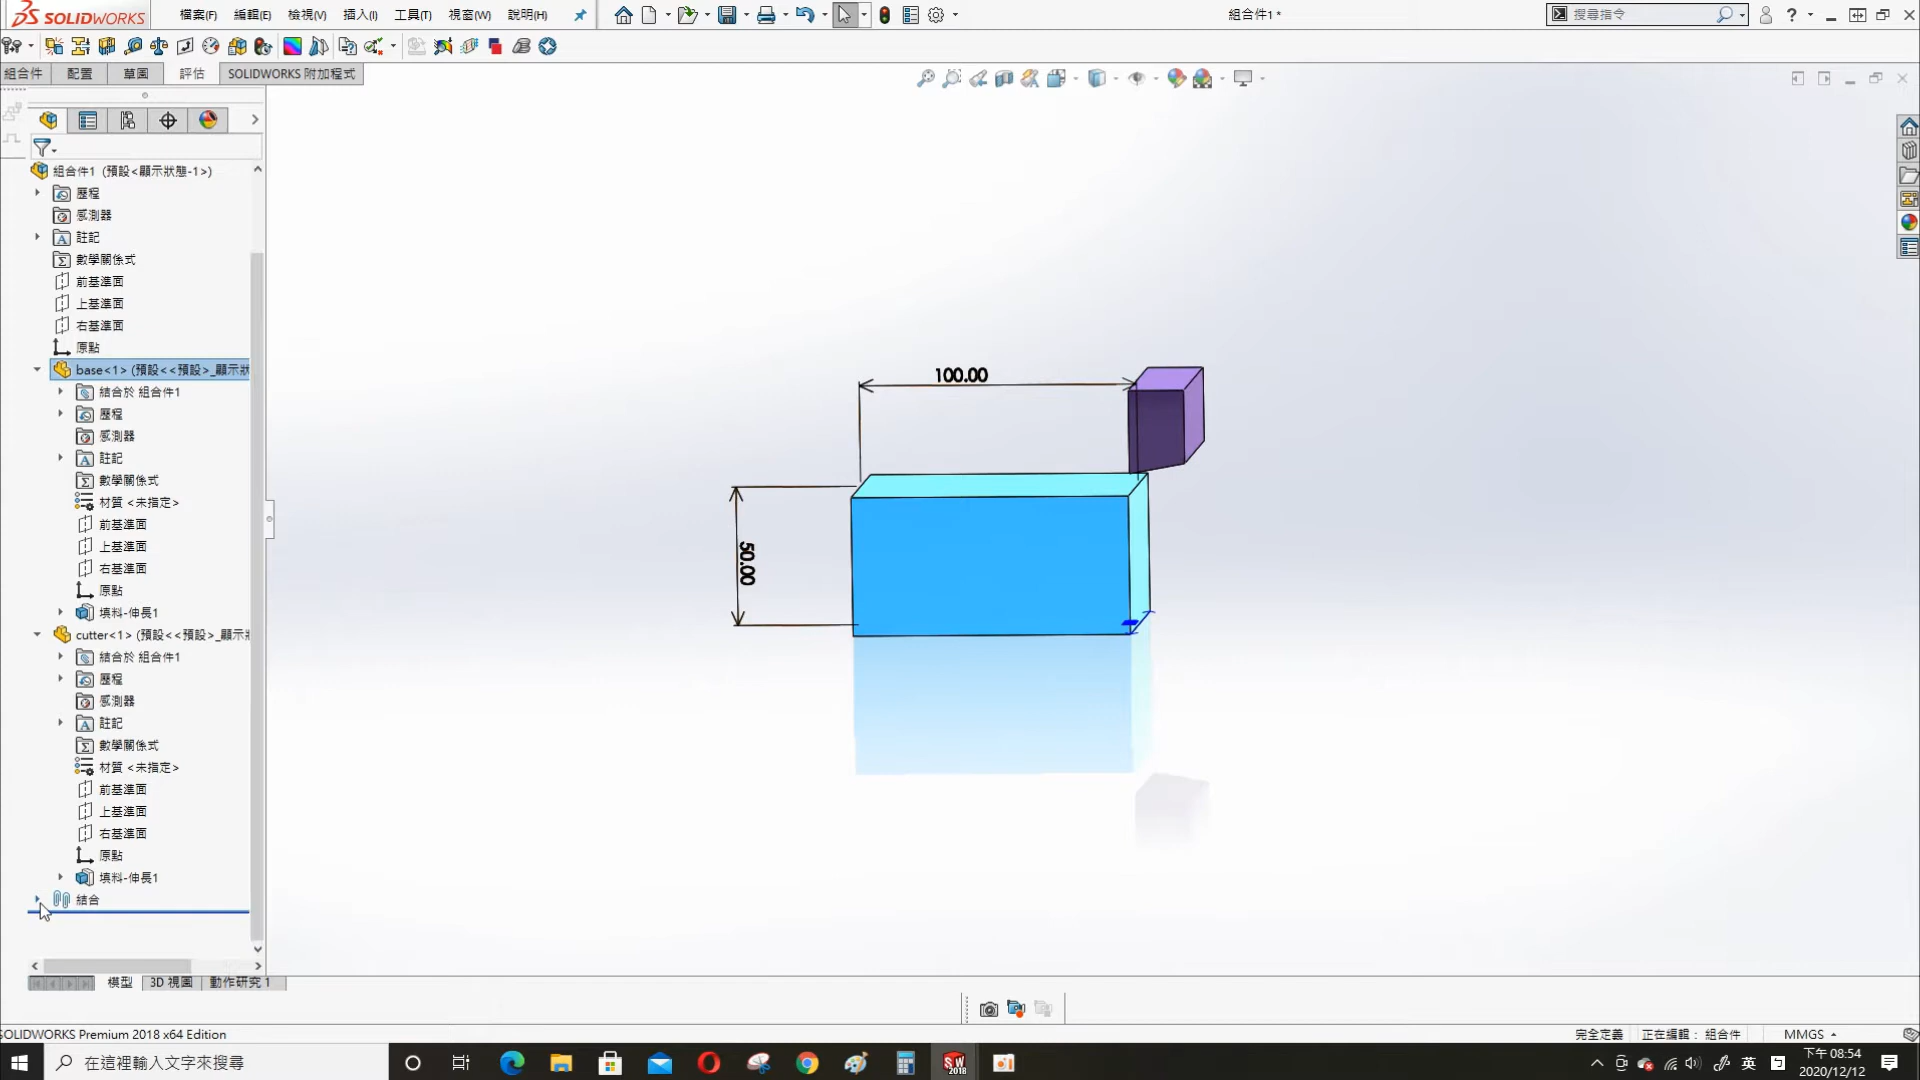 SOLIDWORKS 檔案(F) 編輯(E) 檢視(V) 插入(I) 工具(T) 視窗(W) 說明(H) 組合件1 * 搜尋指令
組合件 配置 草圖 評估 SOLIDWORKS 附加程式
組合件1 (預設<顯示狀態-1>)
歷程
感測器
註記
數學關係式
前基準面
上基準面
右基準面
原點
base<1> (預設<<預設>_顯示狀
結合於 組合件1
歷程
感測器
註記
數學關係式
材質 <未指定>
前基準面
上基準面
右基準面
原點
填料-伸長1
cutter<1> (預設<<預設>_顯示
結合於 組合件1
歷程
感測器
註記
數學關係式
材質 <未指定>
前基準面
上基準面
右基準面
原點
填料-伸長1
結合
100.00
50.00
模型 3D 視圖 動作研究 1
SOLIDWORKS Premium 2018 x64 Edition 完全定義 正在編輯： 組合件 MMGS
在這裡輸入文字來搜尋 SW 2018 英 下午 08:54
2020/12/12